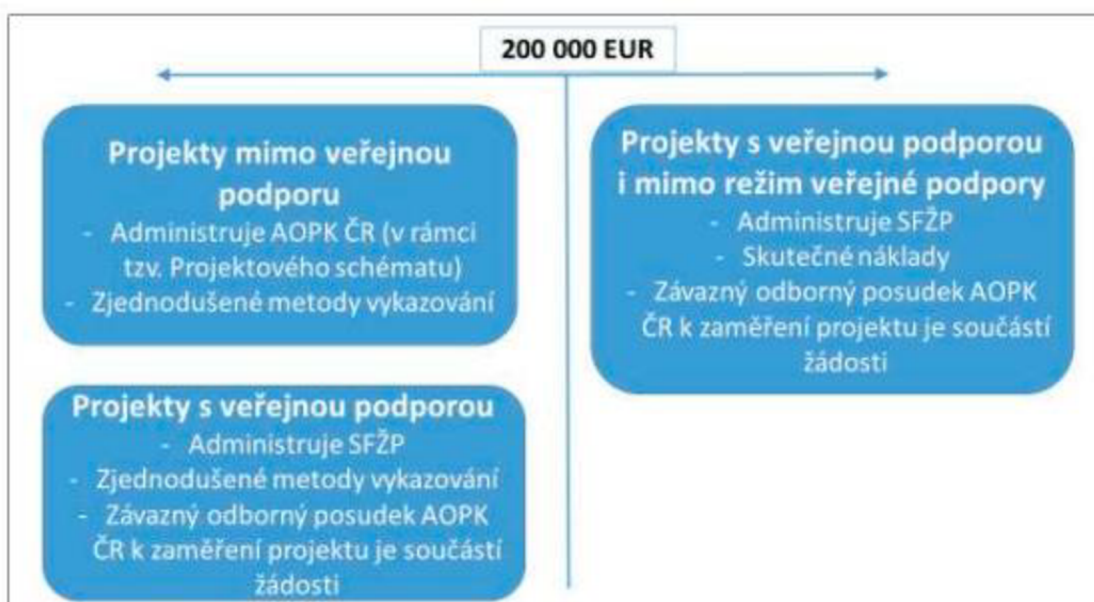 200 000 EUR
Projekty mimo veřejnou
podporu
- Administruje AOPK ČR (v rámci
tzv. Projektového schématu)
- Zjednodušené metody vykazování
Projekty s veřejnou podporou
- Administruje SFŽP
- Zjednodušené metody vykazování
- Závazný odborný posudek AOPK
ČR k zaměření projektu je součástí
žádosti
Projekty s veřejnou podporou
i mimo režim veřejné podpory
- Administruje SFŽP
- Skutečné náklady
- Závazný odborný posudek AOPK
ČR k zaměření projektu je součástí
žádosti